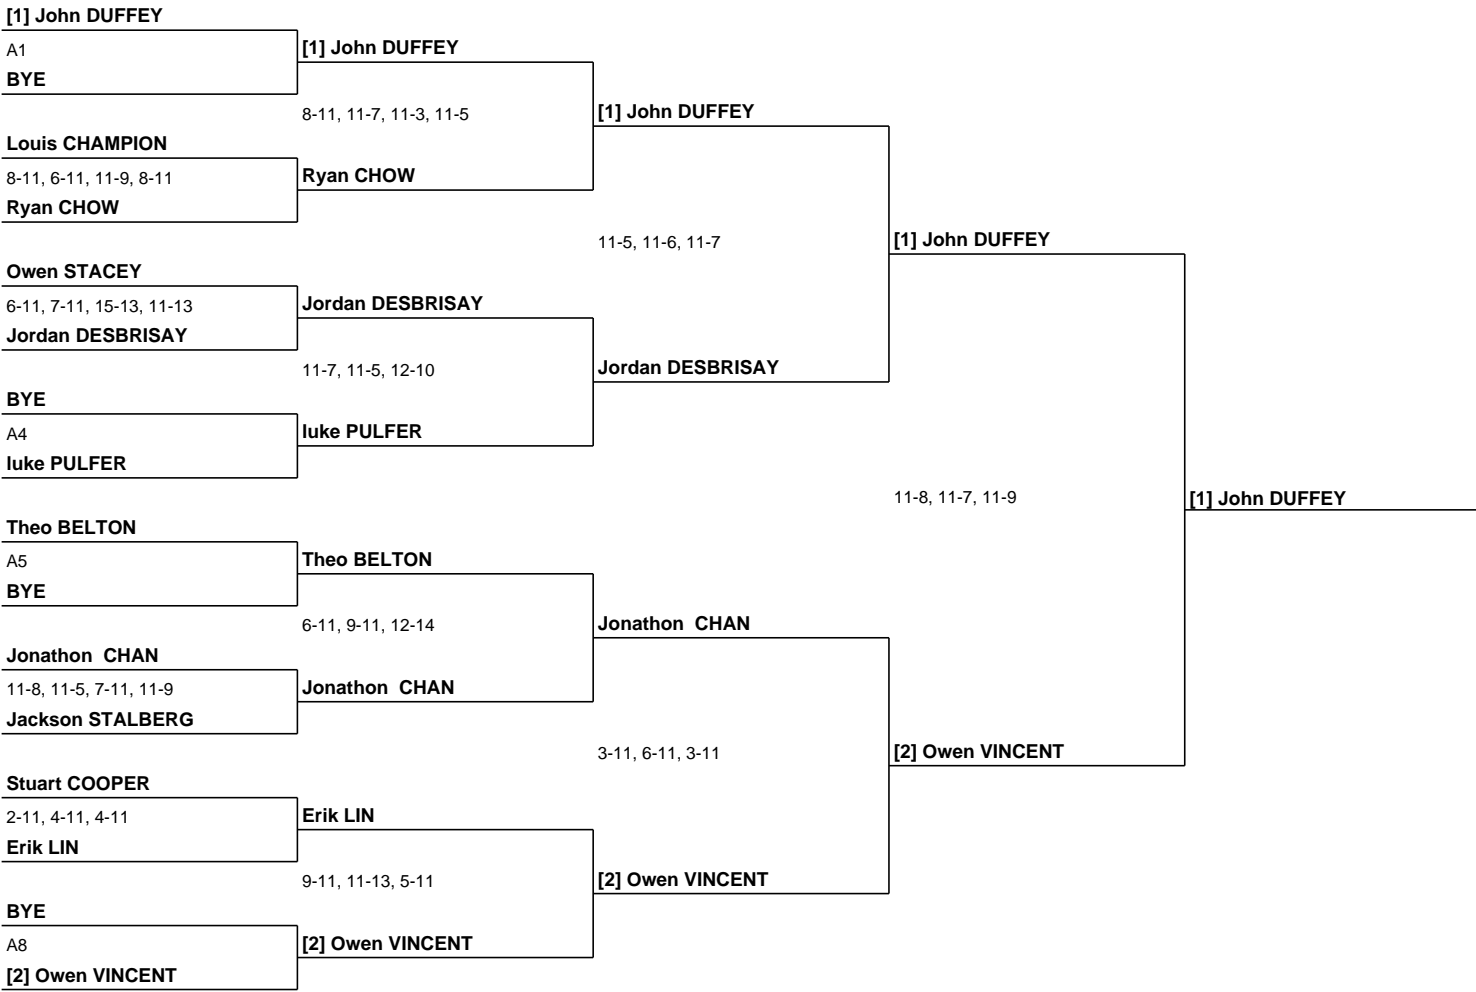 [1] John DUFFEY
A1
BYE
[1] John DUFFEY
8-11, 11-7, 11-3, 11-5
Louis CHAMPION
8-11, 6-11, 11-9, 8-11
Ryan CHOW
Ryan CHOW
[1] John DUFFEY
11-5, 11-6, 11-7
Owen STACEY
6-11, 7-11, 15-13, 11-13
Jordan DESBRISAY
Jordan DESBRISAY
11-7, 11-5, 12-10
BYE
A4
luke PULFER
luke PULFER
Jordan DESBRISAY
[1] John DUFFEY
11-8, 11-7, 11-9
[1] John DUFFEY
Theo BELTON
A5
BYE
Theo BELTON
6-11, 9-11, 12-14
Jonathon  CHAN
11-8, 11-5, 7-11, 11-9
Jackson STALBERG
Jonathon  CHAN
Jonathon  CHAN
3-11, 6-11, 3-11
Stuart COOPER
2-11, 4-11, 4-11
Erik LIN
Erik LIN
9-11, 11-13, 5-11
BYE
A8
[2] Owen VINCENT
[2] Owen VINCENT
[2] Owen VINCENT
[2] Owen VINCENT